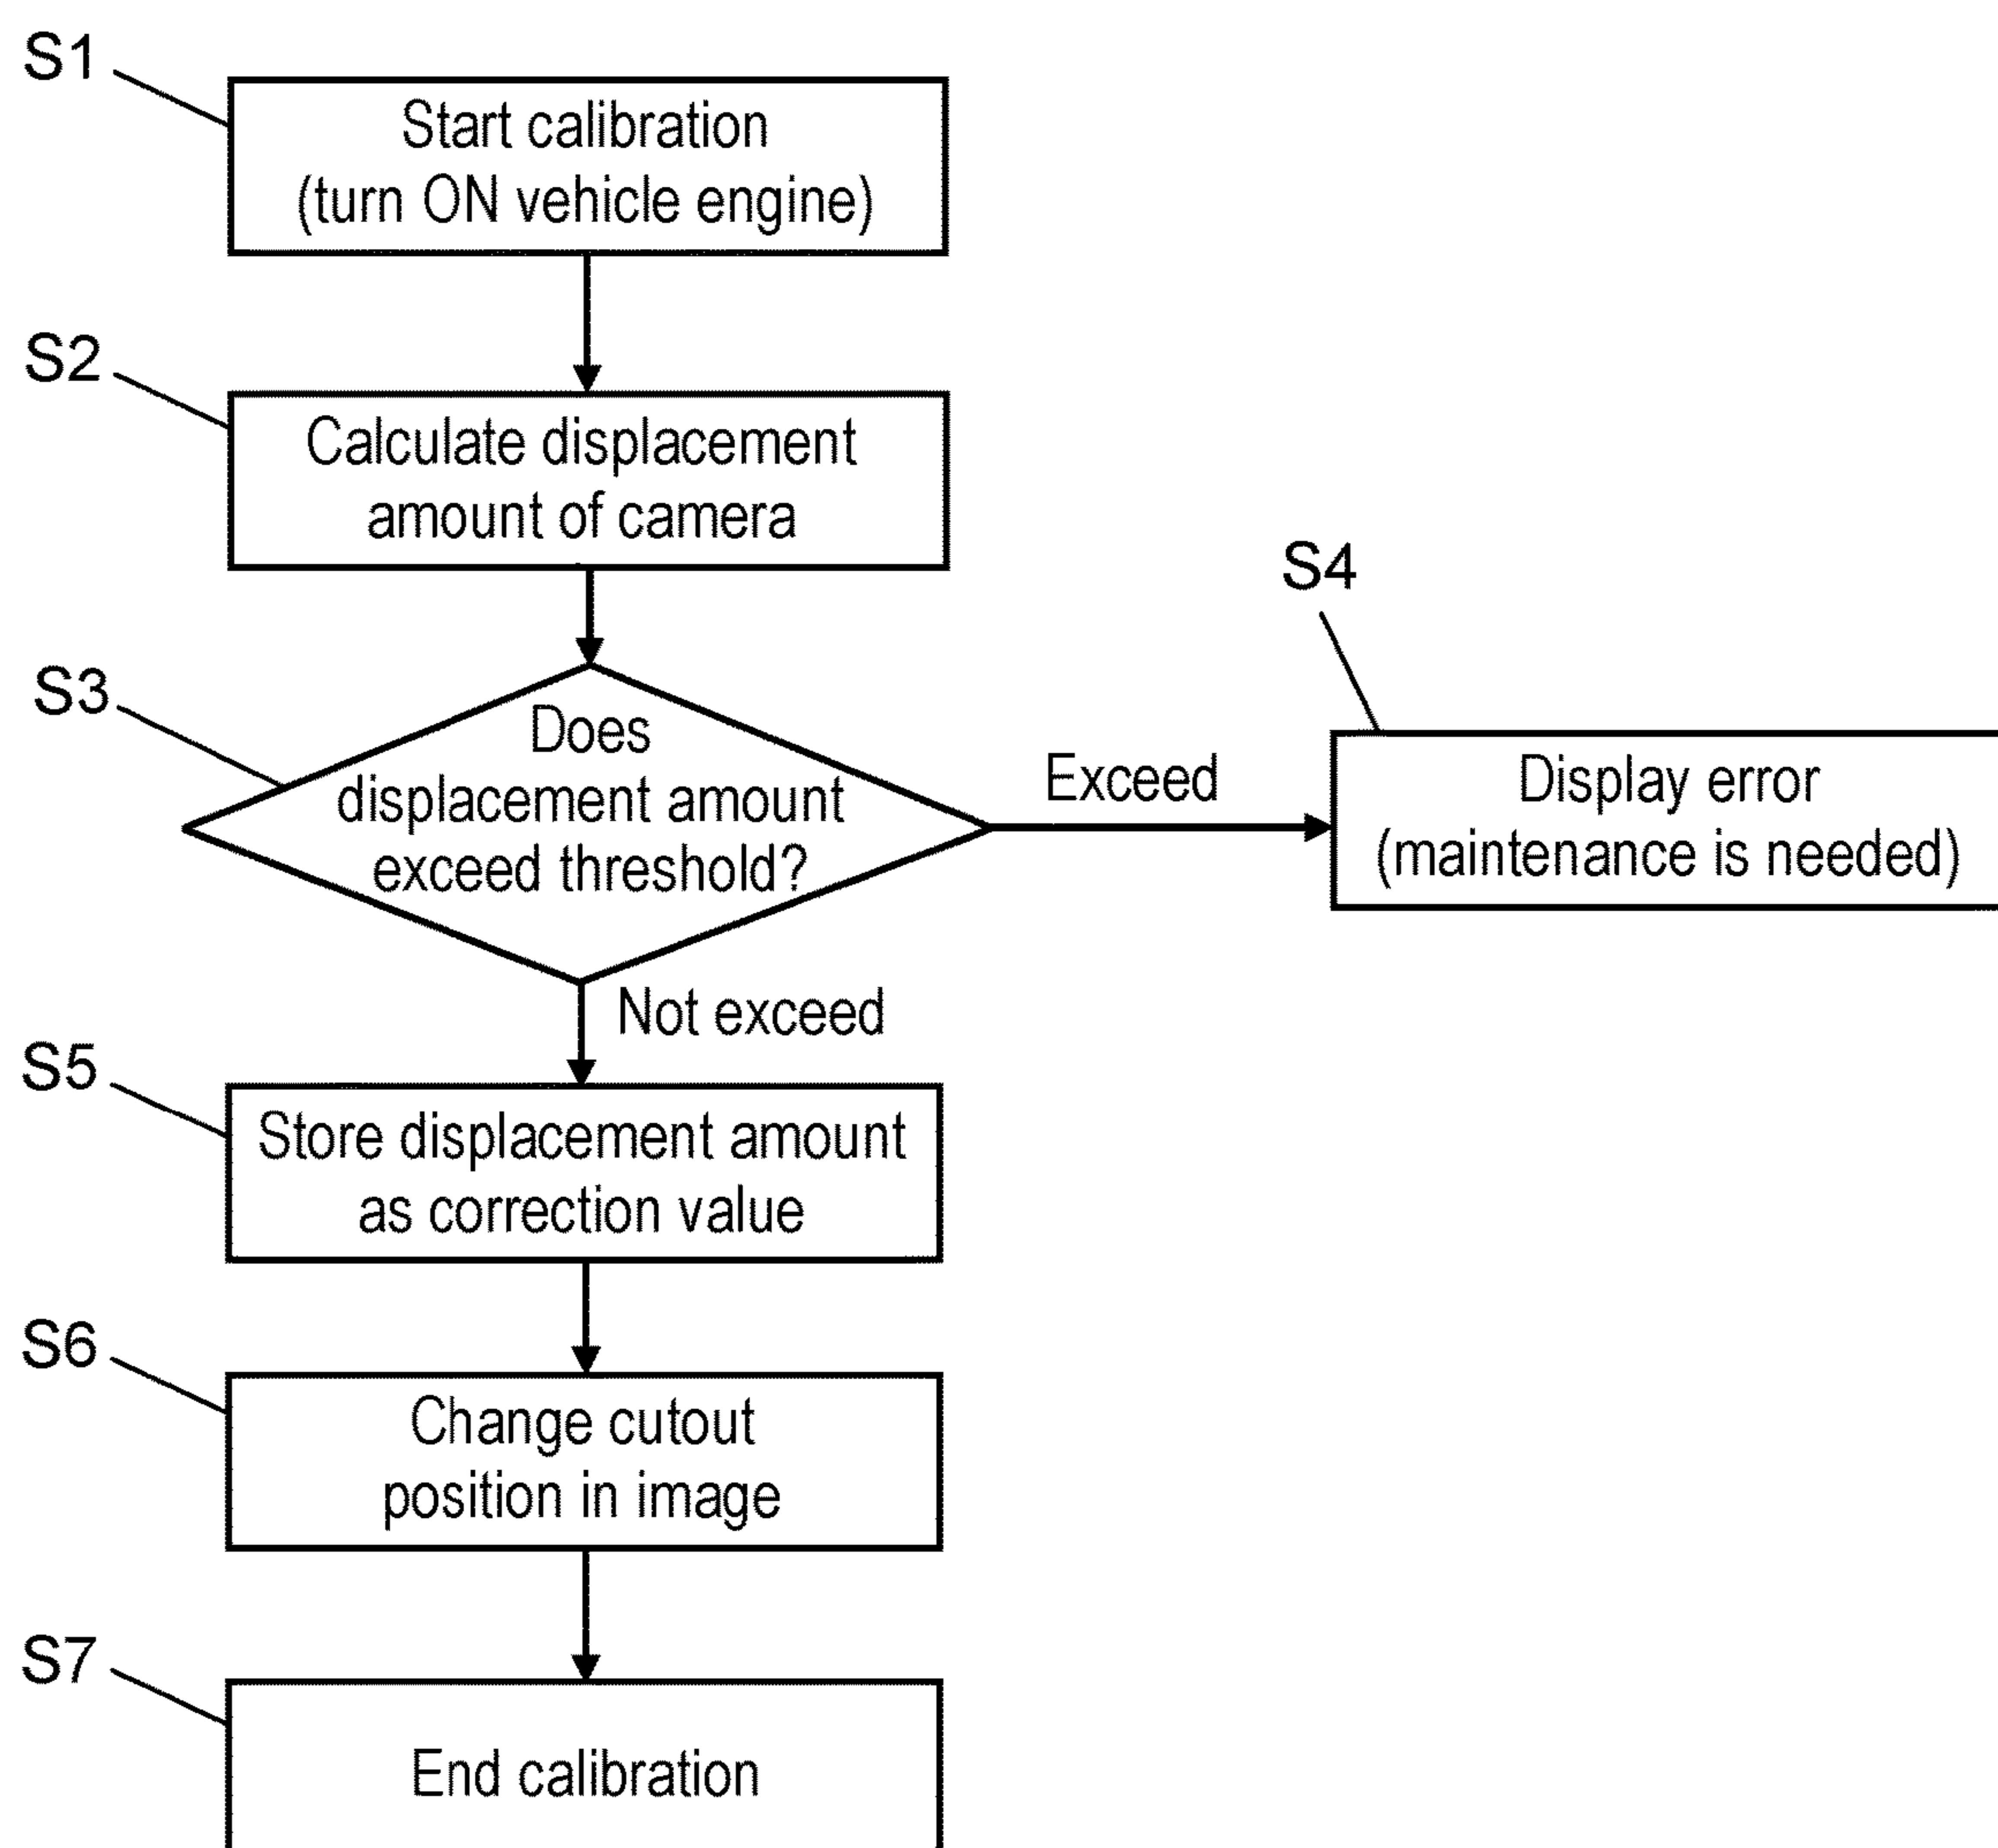 S1
Start calibration
(turn ON vehicle engine)
S2
Calculate displacement
amount of camera
S3
Does
displacement amount
exceed threshold?
Exceed
S4
Display error
(maintenance is needed)
Not exceed
S5
Store displacement amount
as correction value
S6
Change cutout
position in image
S7
End calibration